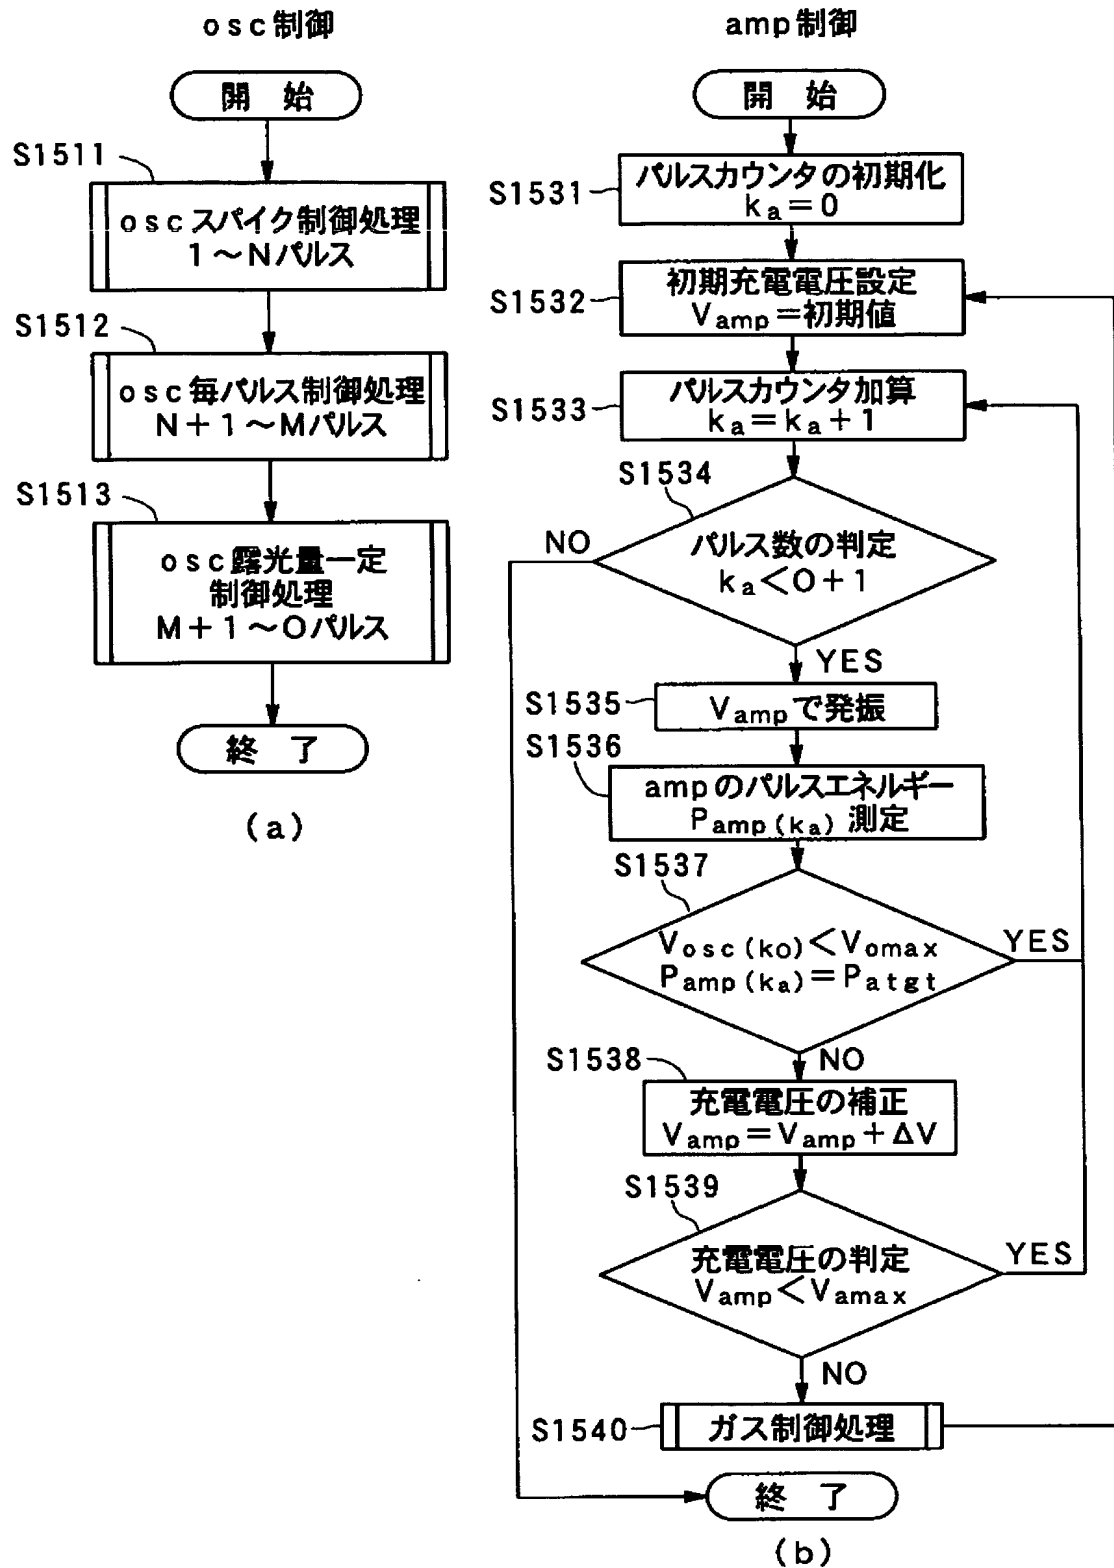 osc制御
開 始
S1511
oscスパイク制御処理
1～Nパルス
S1512
osc毎パルス制御処理
N+1～Mパルス
S1513
osc露光量一定
制御処理
M+1～Oパルス
終 了
(a)
amp制御
開 始
S1531
パルスカウンタの初期化
ka=0
S1532
初期充電電圧設定
Vamp=初期値
S1533
パルスカウンタ加算
ka=ka+1
S1534
パルス数の判定
ka<O+1
NO
YES
S1535
Vampで発振
S1536
ampのパルスエネルギー
Pamp(ka)測定
S1537
Vosc(ko)<Vomax
Pamp(ka)=Patgt
YES
NO
S1538
充電電圧の補正
Vamp=Vamp+ΔV
S1539
充電電圧の判定
Vamp<Vamax
YES
NO
S1540
ガス制御処理
終 了
(b)